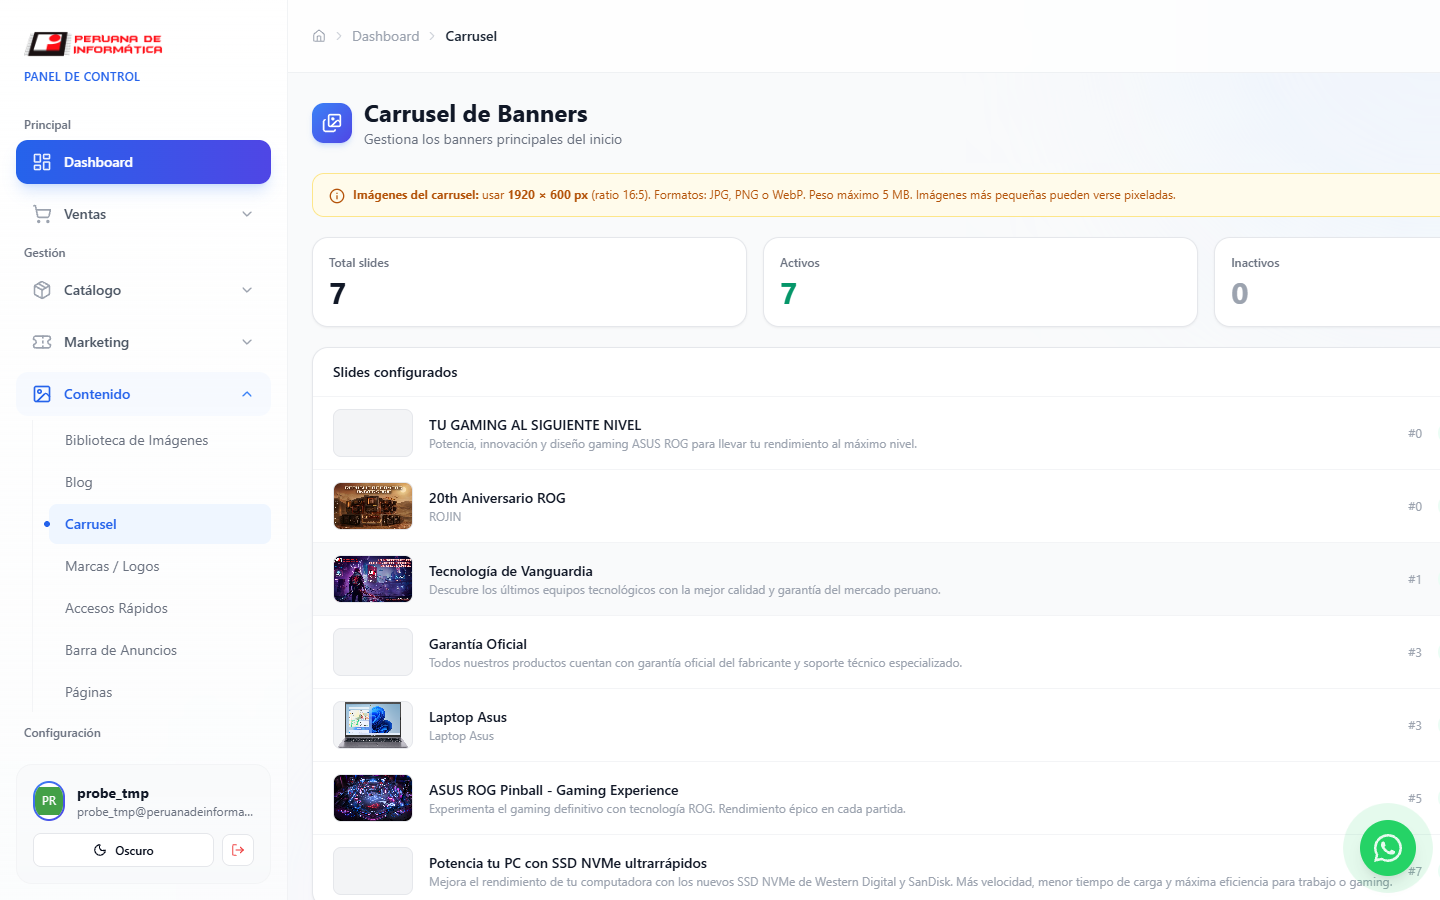 PERUANA DE
INFORMÁTICA
PANEL DE CONTROL
Principal
Dashboard
Ventas
Gestión
Catálogo
Marketing
Contenido
Biblioteca de Imágenes
Blog
Carrusel
Marcas / Logos
Accesos Rápidos
Barra de Anuncios
Páginas
Configuración
PR
probe_tmp
probe_tmp@peruanadeinforma...
Oscuro
Dashboard
Carrusel
Carrusel de Banners
Gestiona los banners principales del inicio
Imágenes del carrusel: usar 1920 × 600 px (ratio 16:5). Formatos: JPG, PNG o WebP. Peso máximo 5 MB. Imágenes más pequeñas pueden verse pixeladas.
Total slides
7
Activos
7
Inactivos
0
Slides configurados
TU GAMING AL SIGUIENTE NIVEL
Potencia, innovación y diseño gaming ASUS ROG para llevar tu rendimiento al máximo nivel.
#0
20th Aniversario ROG
ROJIN
#0
Tecnología de Vanguardia
Descubre los últimos equipos tecnológicos con la mejor calidad y garantía del mercado peruano.
#1
Garantía Oficial
Todos nuestros productos cuentan con garantía oficial del fabricante y soporte técnico especializado.
#3
Laptop Asus
Laptop Asus
#3
ASUS ROG Pinball - Gaming Experience
Experimenta el gaming definitivo con tecnología ROG. Rendimiento épico en cada partida.
#5
Potencia tu PC con SSD NVMe ultrarrápidos
Mejora el rendimiento de tu computadora con los nuevos SSD NVMe de Western Digital y SanDisk. Más velocidad, menor tiempo de carga y máxima eficiencia para trabajo o gaming.
#7